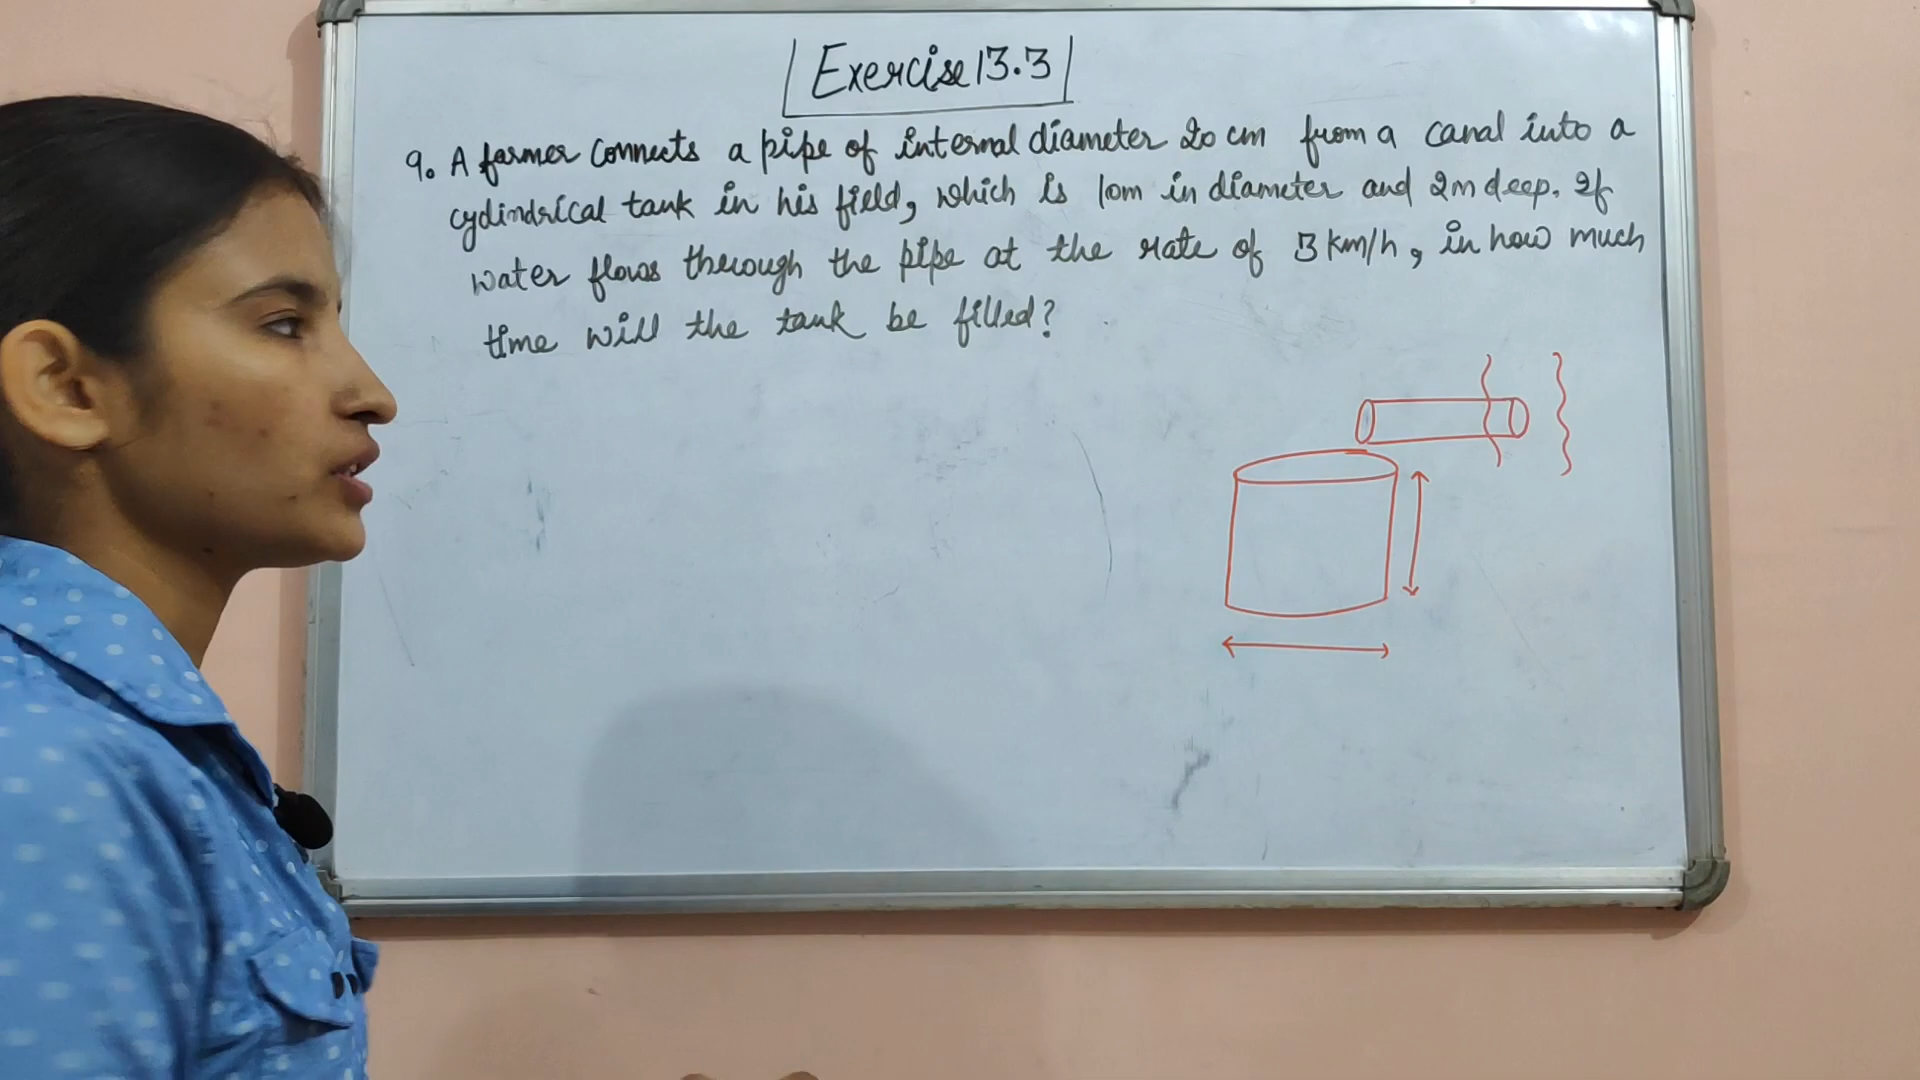 Exercise 13.3
9. A farmer connects a pipe of internal diameter 20 cm from a canal into a
cylindrical tank in his field, which is 10m in diameter and 2m deep. If
water flows through the pipe at the rate of 3 km/h, in how much
time will the tank be filled?